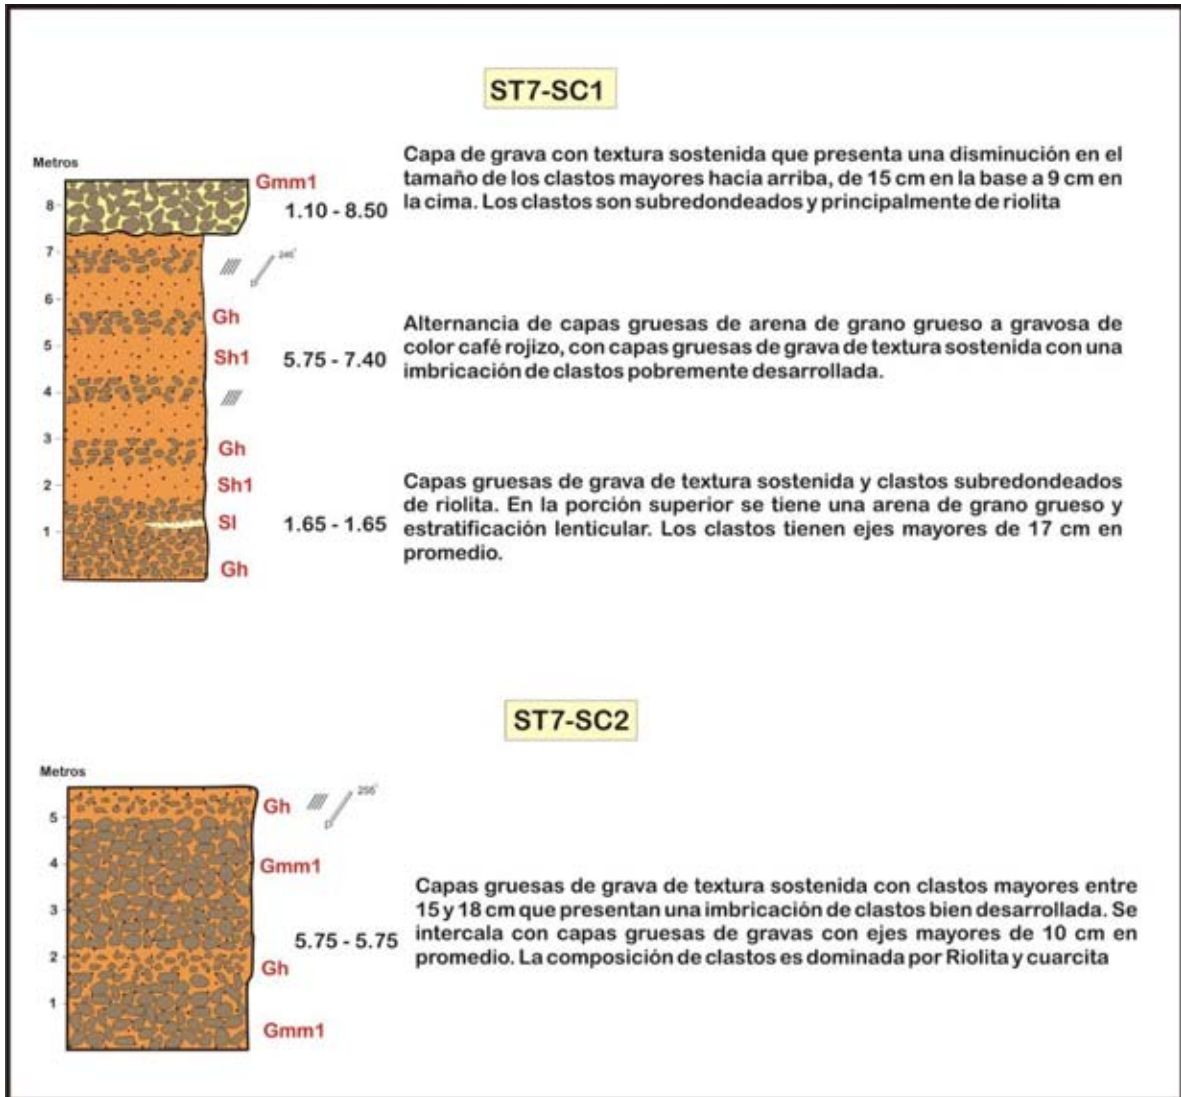 ST7-SC1
Metros
Gmm1
1.10 - 8.50
Capa de grava con textura sostenida que presenta una disminución en el
tamaño de los clastos mayores hacia arriba, de 15 cm en la base a 9 cm en
la cima. Los clastos son subredondeados y principalmente de riolita
8
7
6
5
4
3
2
1
Gh
Sh1
5.75 - 7.40
Alternancia de capas gruesas de arena de grano grueso a gravosa de
color café rojizo, con capas gruesas de grava de textura sostenida con una
imbricación de clastos pobremente desarrollada.
Gh
Sh1
Sl
1.65 - 1.65
Gh
Capas gruesas de grava de textura sostenida y clastos subredondeados
de riolita. En la porción superior se tiene una arena de grano grueso y
estratificación lenticular. Los clastos tienen ejes mayores de 17 cm en
promedio.
ST7-SC2
Metros
5
4
3
2
1
Gh
Gmm1
5.75 - 5.75
Gh
Gmm1
Capas gruesas de grava de textura sostenida con clastos mayores entre
15 y 18 cm que presentan una imbricación de clastos bien desarrollada. Se
intercala con capas gruesas de gravas con ejes mayores de 10 cm en
promedio. La composición de clastos es dominada por Riolita y cuarcita